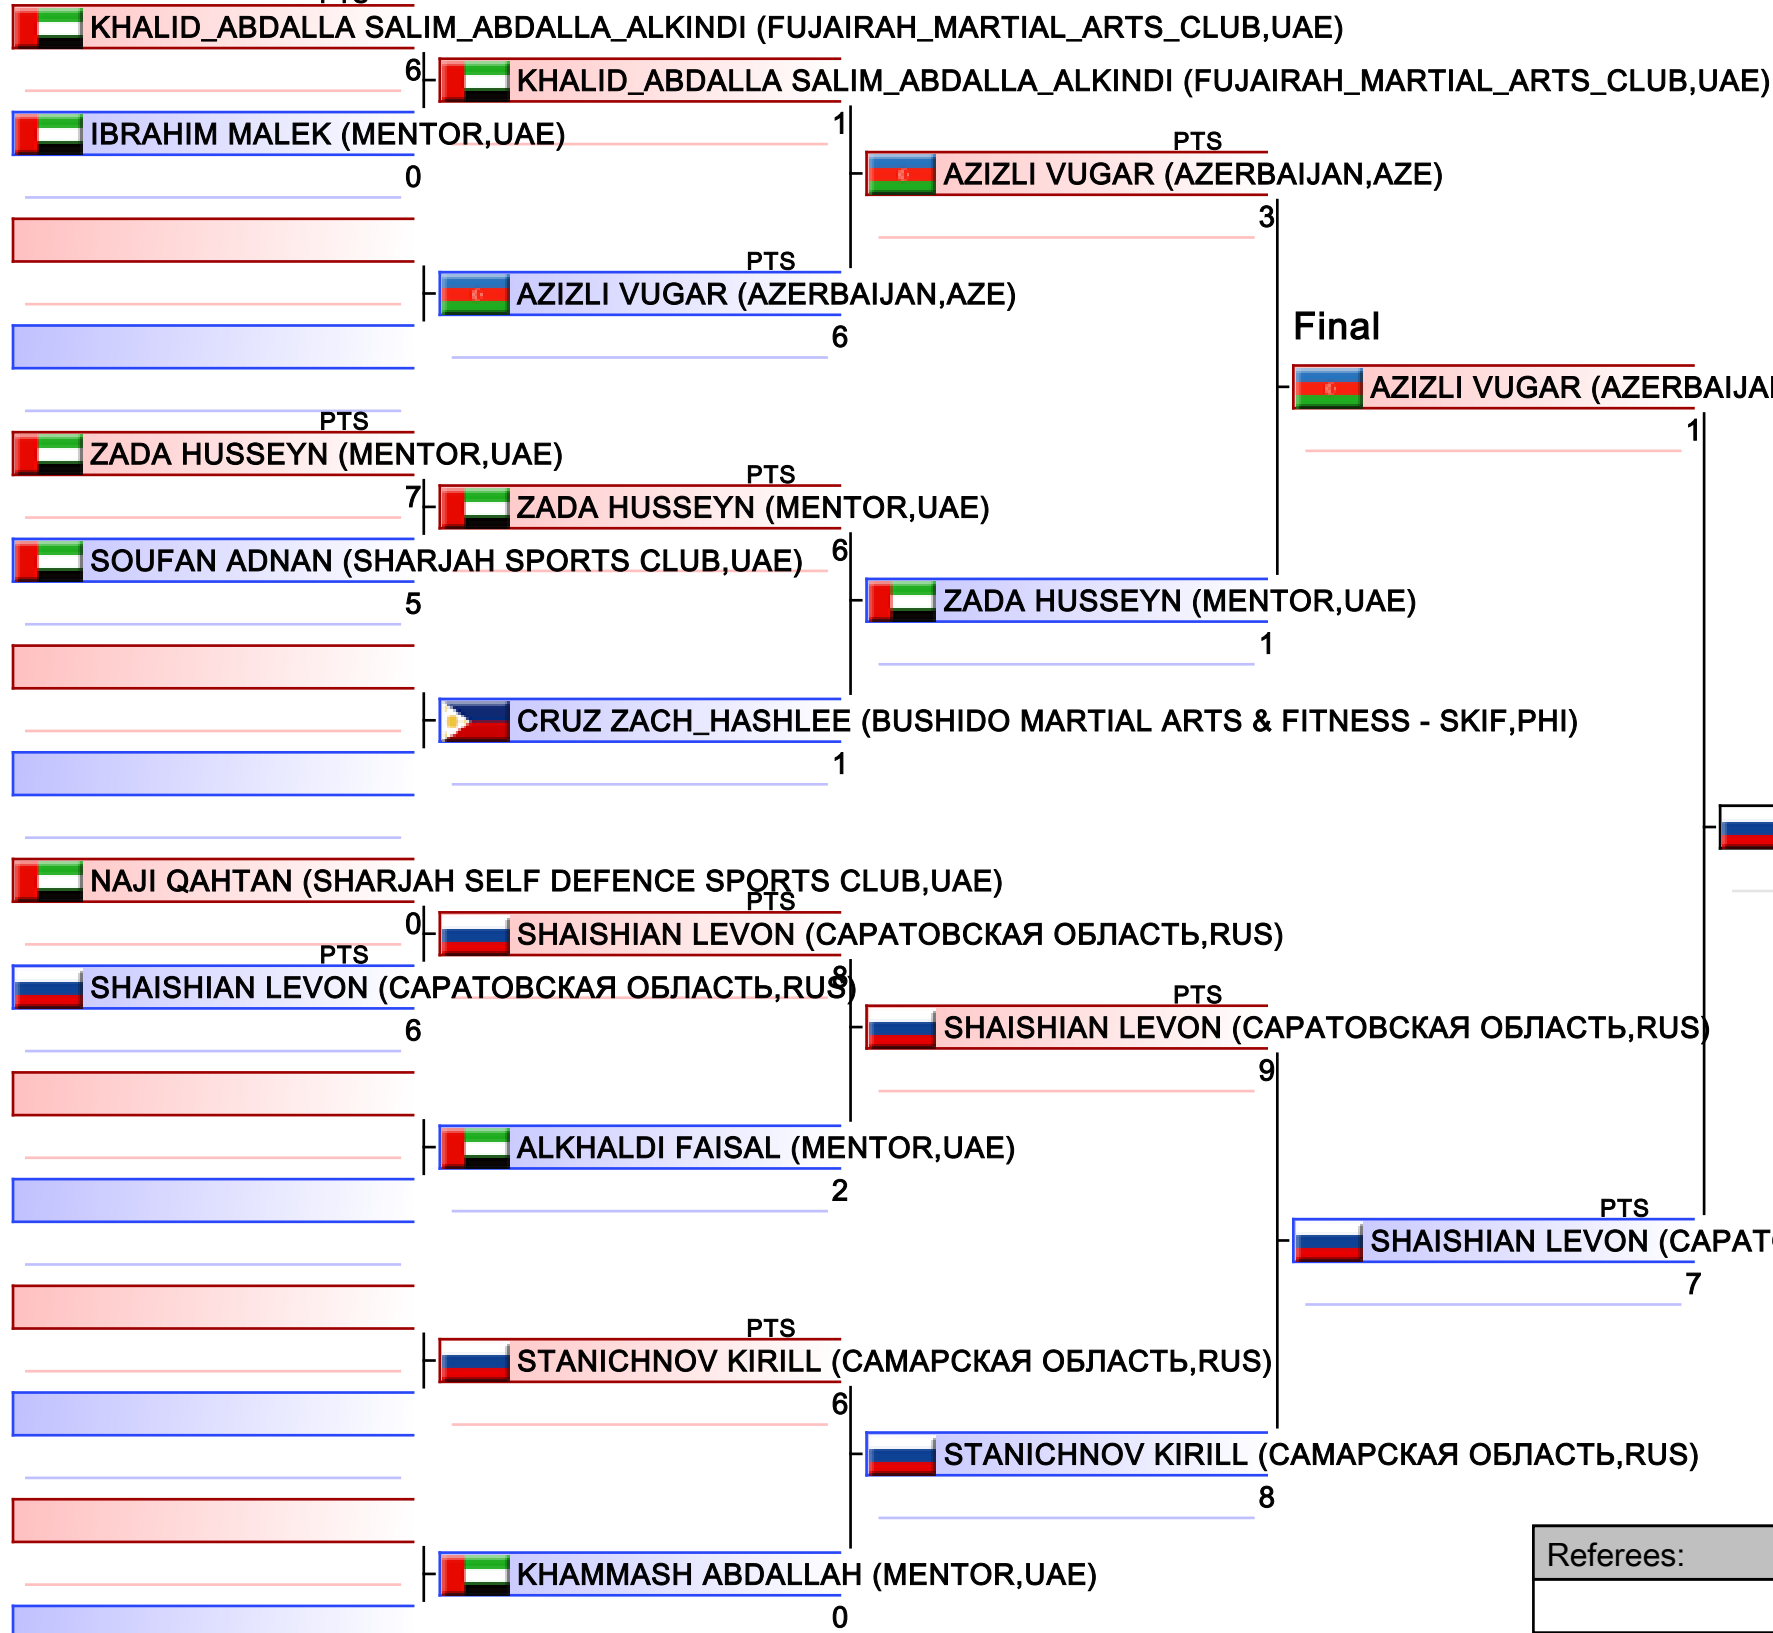 PTS
KHALID_ABDALLA SALIM_ABDALLA_ALKINDI (FUJAIRAH_MARTIAL_ARTS_CLUB,UAE)
6
KHALID_ABDALLA SALIM_ABDALLA_ALKINDI (FUJAIRAH_MARTIAL_ARTS_CLUB,UAE)
1
IBRAHIM MALEK (MENTOR,UAE)
0
PTS
AZIZLI VUGAR (AZERBAIJAN,AZE)
3
PTS
AZIZLI VUGAR (AZERBAIJAN,AZE)
6
Final
AZIZLI VUGAR (AZERBAIJAN
1
PTS
ZADA HUSSEYN (MENTOR,UAE)
7
PTS
ZADA HUSSEYN (MENTOR,UAE)
6
SOUFAN ADNAN (SHARJAH SPORTS CLUB,UAE)
5
ZADA HUSSEYN (MENTOR,UAE)
1
CRUZ ZACH_HASHLEE (BUSHIDO MARTIAL ARTS & FITNESS - SKIF,PHI)
1
NAJI QAHTAN (SHARJAH SELF DEFENCE SPORTS CLUB,UAE)
0
PTS
SHAISHIAN LEVON (САРАТОВСКАЯ ОБЛАСТЬ,RUS)
8
PTS
SHAISHIAN LEVON (САРАТОВСКАЯ ОБЛАСТЬ,RUS)
6
PTS
SHAISHIAN LEVON (САРАТОВСКАЯ ОБЛАСТЬ,RUS)
9
ALKHALDI FAISAL (MENTOR,UAE)
2
PTS
SHAISHIAN LEVON (САРАТ
7
PTS
STANICHNOV KIRILL (САМАРСКАЯ ОБЛАСТЬ,RUS)
6
STANICHNOV KIRILL (САМАРСКАЯ ОБЛАСТЬ,RUS)
8
KHAMMASH ABDALLAH (MENTOR,UAE)
0
Referees: